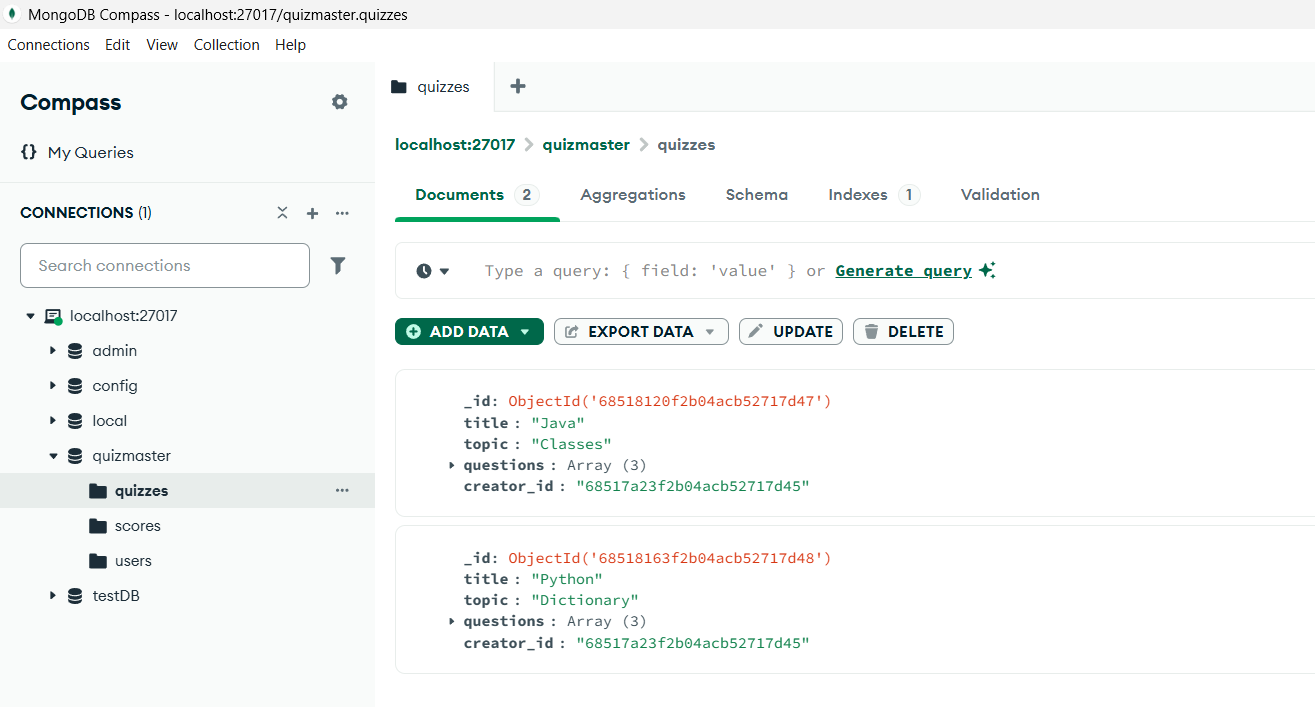 MongoDB Compass - localhost:27017/quizmaster.quizzes
Connections Edit View Collection Help
Compass
{} My Queries
CONNECTIONS (1)
Search connections
localhost:27017
admin
config
local
quizmaster
quizzes
scores
users
testDB
quizzes
localhost:27017 > quizmaster > quizzes
Documents 2 Aggregations Schema Indexes 1 Validation
Type a query: { field: 'value' } or Generate query
ADD DATA EXPORT DATA UPDATE DELETE
_id: ObjectId('68518120f2b04acb52717d47')
title : "Java"
topic : "Classes"
questions : Array (3)
creator_id : "68517a23f2b04acb52717d45"
_id: ObjectId('68518163f2b04acb52717d48')
title : "Python"
topic : "Dictionary"
questions : Array (3)
creator_id : "68517a23f2b04acb52717d45"